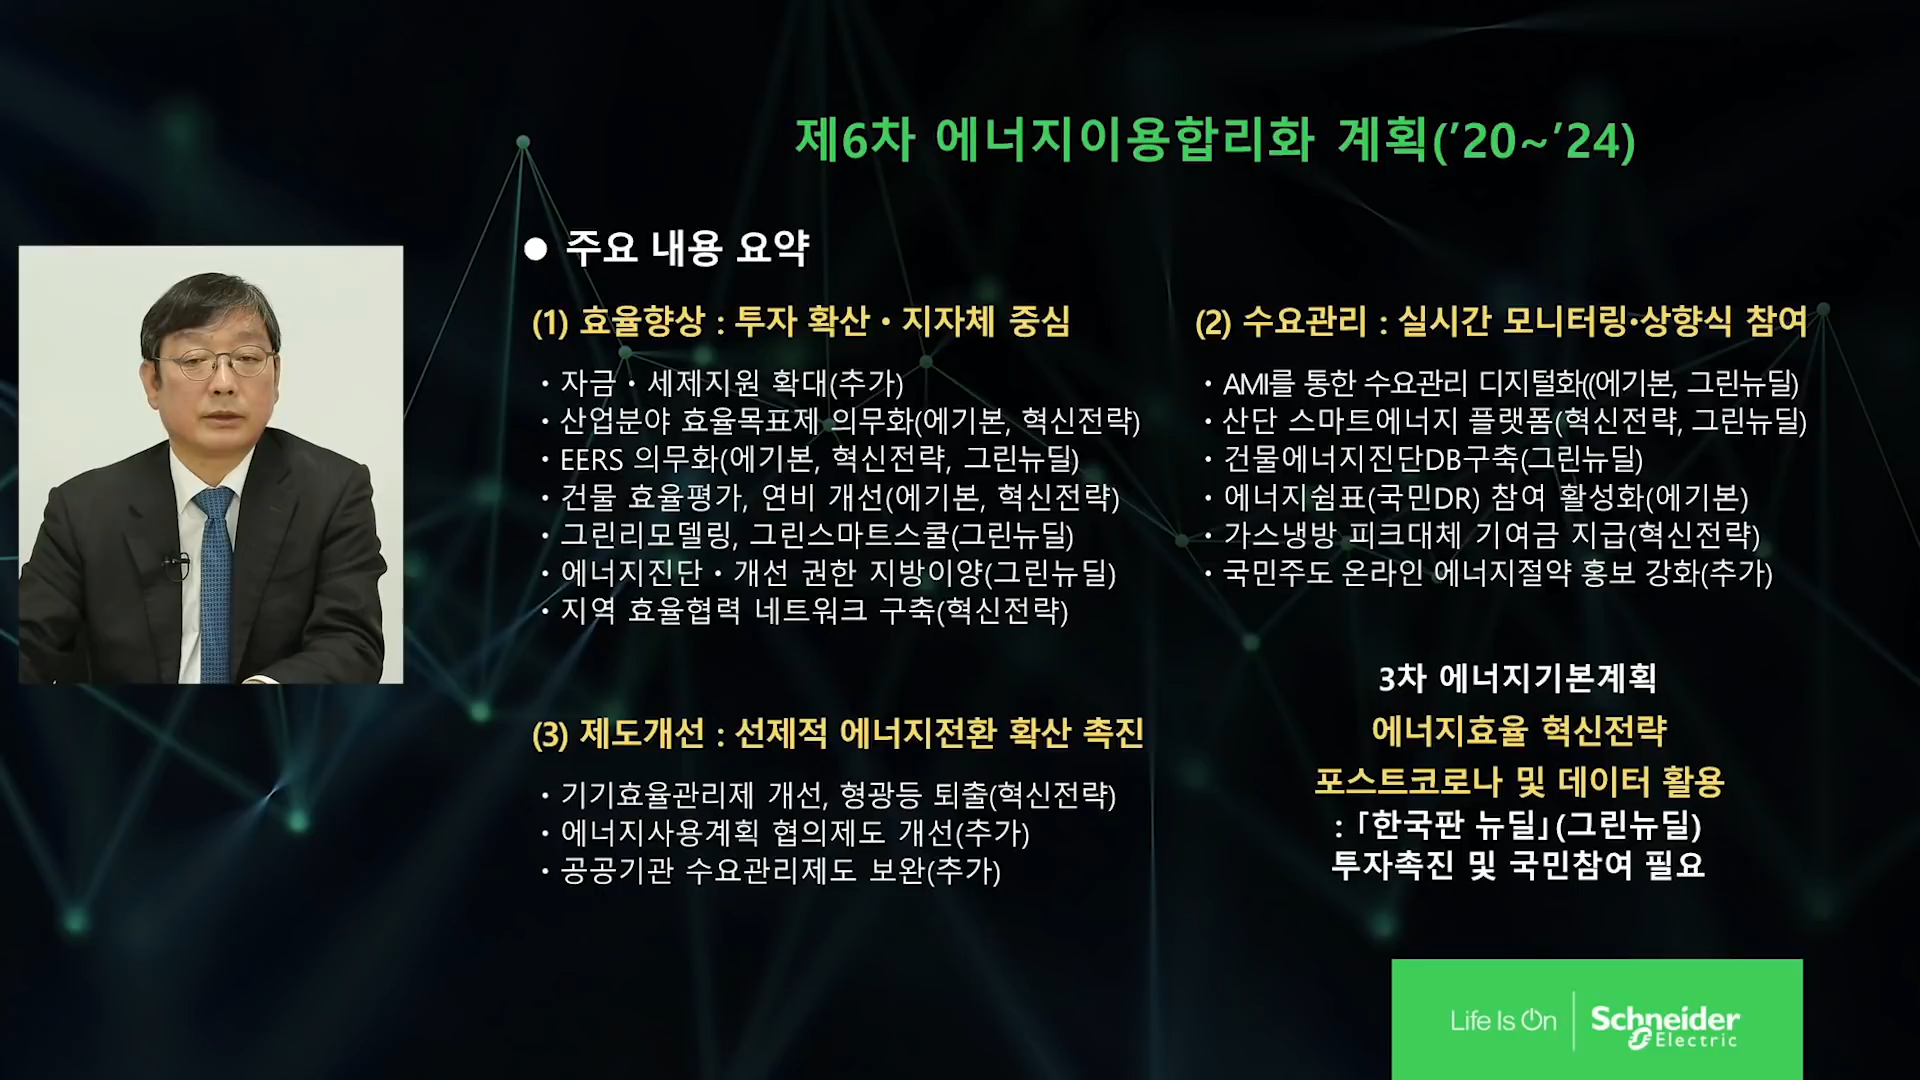 제6차 에너지이용합리화 계획(’20~’24)
● 주요 내용 요약
(1) 효율향상 : 투자 확산・지자체 중심
・자금・세제지원 확대(추가)
・산업분야 효율목표제 의무화(에기본, 혁신전략)
・EERS 의무화(에기본, 혁신전략, 그린뉴딜)
・건물 효율평가, 연비 개선(에기본, 혁신전략)
・그린리모델링, 그린스마트스쿨(그린뉴딜)
・에너지진단・개선 권한 지방이양(그린뉴딜)
・지역 효율협력 네트워크 구축(혁신전략)
(2) 수요관리 : 실시간 모니터링・상향식 참여
・AMI를 통한 수요관리 디지털화((에기본, 그린뉴딜)
・산단 스마트에너지 플랫폼(혁신전략, 그린뉴딜)
・건물에너지진단DB구축(그린뉴딜)
・에너지쉼표(국민DR) 참여 활성화(에기본)
・가스냉방 피크대체 기여금 지급(혁신전략)
・국민주도 온라인 에너지절약 홍보 강화(추가)
(3) 제도개선 : 선제적 에너지전환 확산 촉진
・기기효율관리제 개선, 형광등 퇴출(혁신전략)
・에너지사용계획 협의제도 개선(추가)
・공공기관 수요관리제도 보완(추가)
3차 에너지기본계획
에너지효율 혁신전략
포스트코로나 및 데이터 활용
:「한국판 뉴딜」(그린뉴딜)
투자촉진 및 국민참여 필요
Life Is On
Schneider
Electric